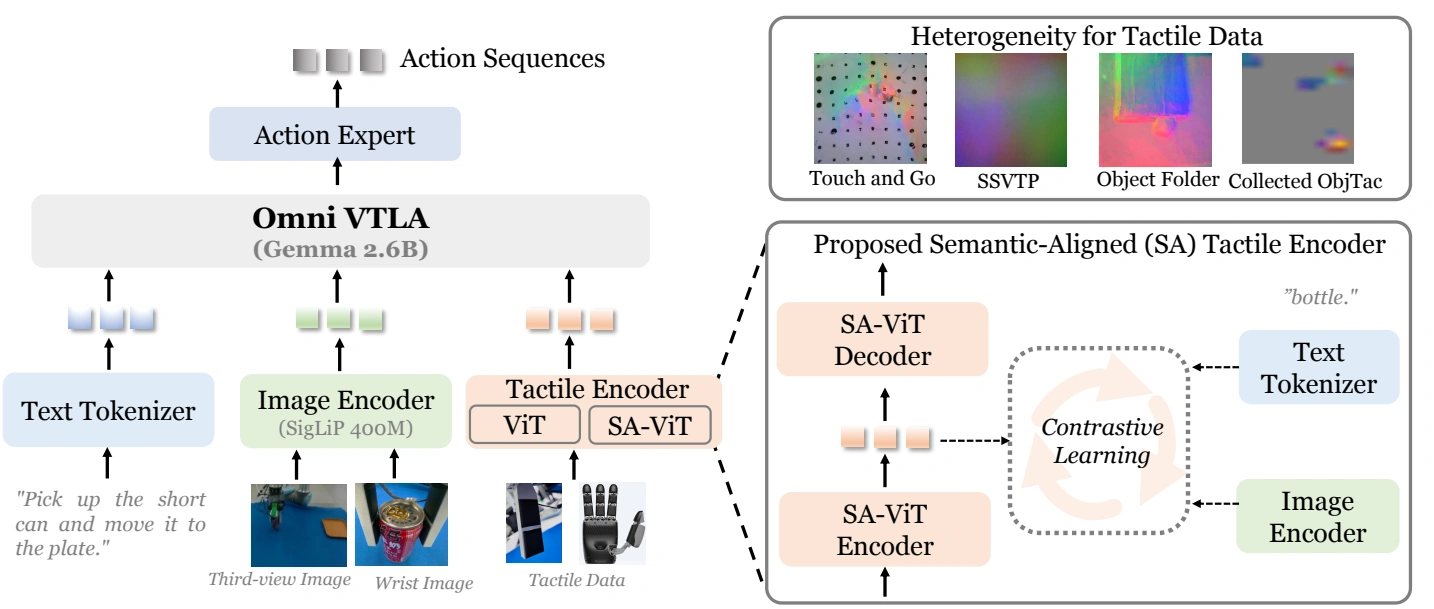 Action Sequences
Action Expert
Omni VTLA
(Gemma 2.6B)
Text Tokenizer
Image Encoder
(SigLiP 400M)
Tactile Encoder
ViT
SA-ViT
"Pick up the short
can and move it to
the plate."
Third-view Image
Wrist Image
Tactile Data
Heterogeneity for Tactile Data
Touch and Go
SSVTP
Object Folder
Collected ObjTac
Proposed Semantic-Aligned (SA) Tactile Encoder
"bottle."
SA-ViT
Decoder
Text
Tokenizer
Contrastive
Learning
SA-ViT
Encoder
Image
Encoder